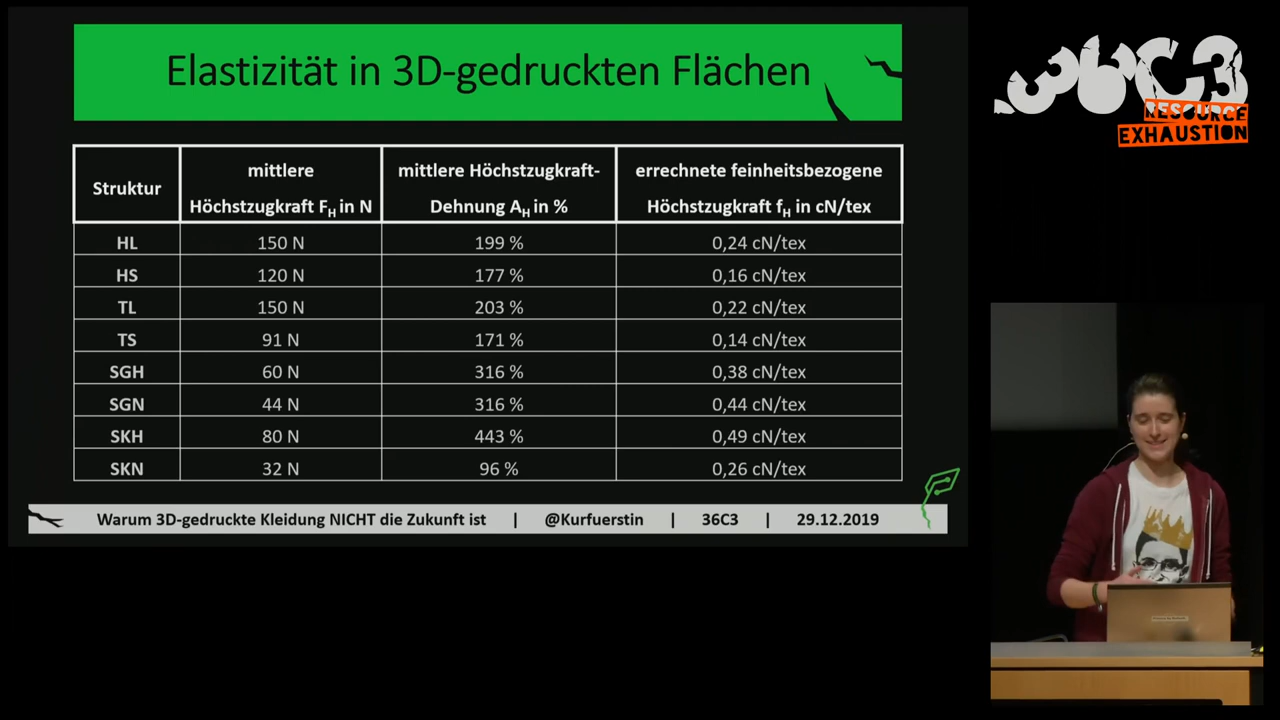 Elastizität in 3D-gedruckten Flächen
36C3
RESOURCE
EXHAUSTION
Struktur | mittlere Höchstzugkraft FH in N | mittlere Höchstzugkraft-Dehnung AH in % | errechnete feinheitsbezogene Höchstzugkraft fH in cN/tex
HL | 150 N | 199 % | 0,24 cN/tex
HS | 120 N | 177 % | 0,16 cN/tex
TL | 150 N | 203 % | 0,22 cN/tex
TS | 91 N | 171 % | 0,14 cN/tex
SGH | 60 N | 316 % | 0,38 cN/tex
SGN | 44 N | 316 % | 0,44 cN/tex
SKH | 80 N | 443 % | 0,49 cN/tex
SKN | 32 N | 96 % | 0,26 cN/tex
Warum 3D-gedruckte Kleidung NICHT die Zukunft ist | @Kurfuerstin | 36C3 | 29.12.2019